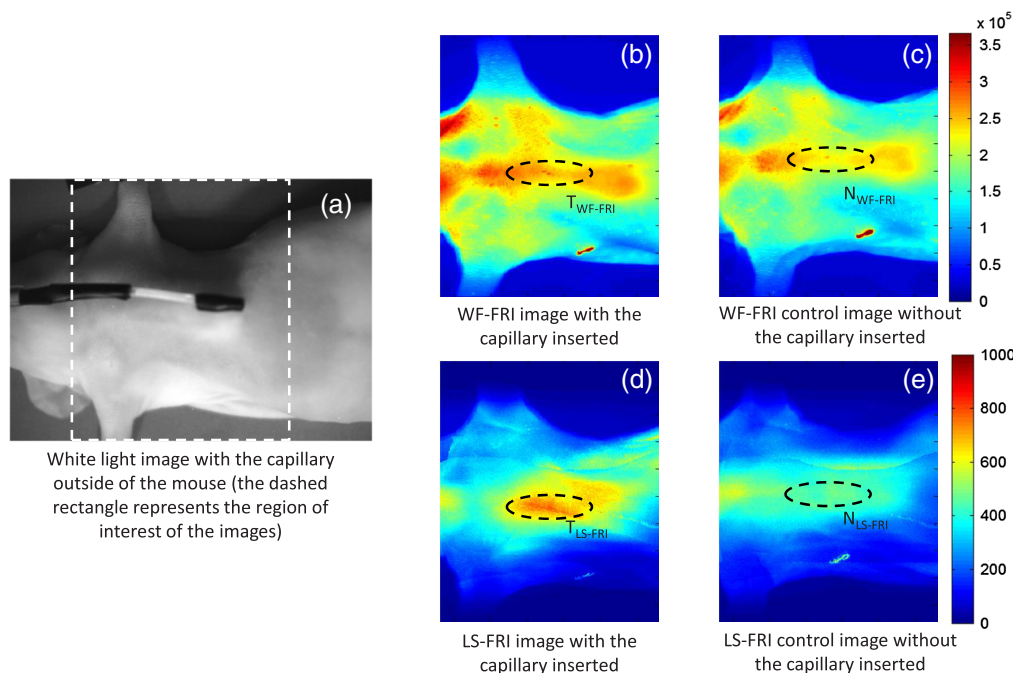 (a)
White light image with the capillary
outside of the mouse (the dashed
rectangle represents the region of
interest of the images)
(b)
T_WF-FRI
WF-FRI image with the
capillary inserted
(c)
N_WF-FRI
WF-FRI control image without
the capillary inserted
x 10⁵
3.5
3
2.5
2
1.5
1
0.5
0
(d)
T_LS-FRI
LS-FRI image with the
capillary inserted
(e)
N_LS-FRI
LS-FRI control image without
the capillary inserted
1000
800
600
400
200
0